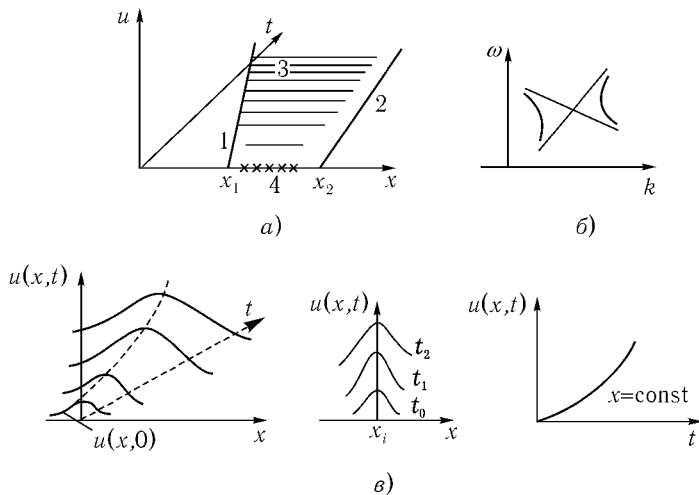 u
t
3
1
2
x₁
4
x₂
x
а)
ω
k
б)
u(x,t)
t
u(x,0)
x
u(x,t)
t₂
t₁
t₀
xᵢ
x
u(x,t)
x=const
t
в)